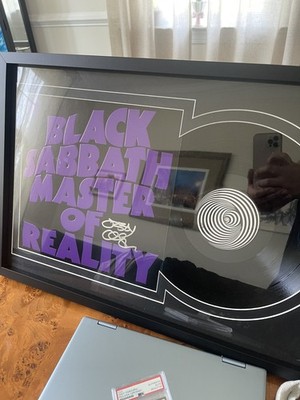 BLACK
SABBATH
MASTER
OF
REALITY